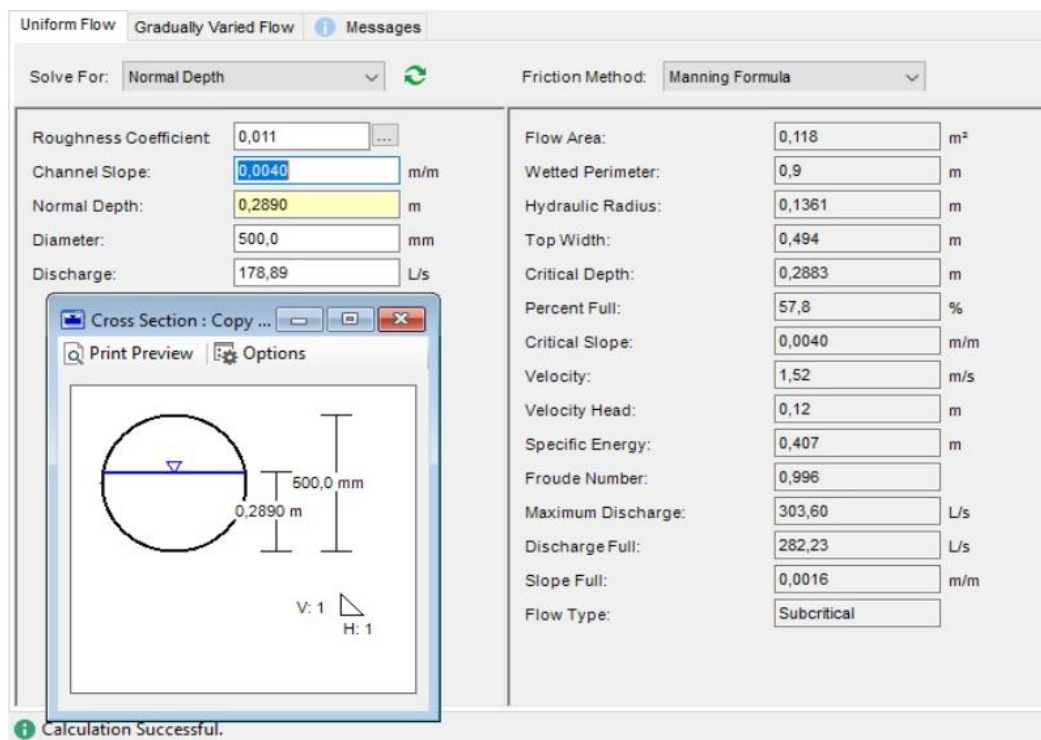 Uniform Flow Gradually Varied Flow Messages
Solve For: Normal Depth
Friction Method: Manning Formula
Roughness Coefficient 0,011 ...
Channel Slope: 0,0040 m/m
Normal Depth: 0,2890 m
Diameter: 500,0 mm
Discharge: 178,89 L/s
Cross Section : Copy ...
Print Preview Options
500,0 mm
0,2890 m
V: 1
H: 1
Flow Area: 0,118 m²
Wetted Perimeter: 0,9 m
Hydraulic Radius: 0,1361 m
Top Width: 0,494 m
Critical Depth: 0,2883 m
Percent Full: 57,8 %
Critical Slope: 0,0040 m/m
Velocity: 1,52 m/s
Velocity Head: 0,12 m
Specific Energy: 0,407 m
Froude Number: 0,996
Maximum Discharge: 303,60 L/s
Discharge Full: 282,23 L/s
Slope Full: 0,0016 m/m
Flow Type: Subcritical
Calculation Successful.